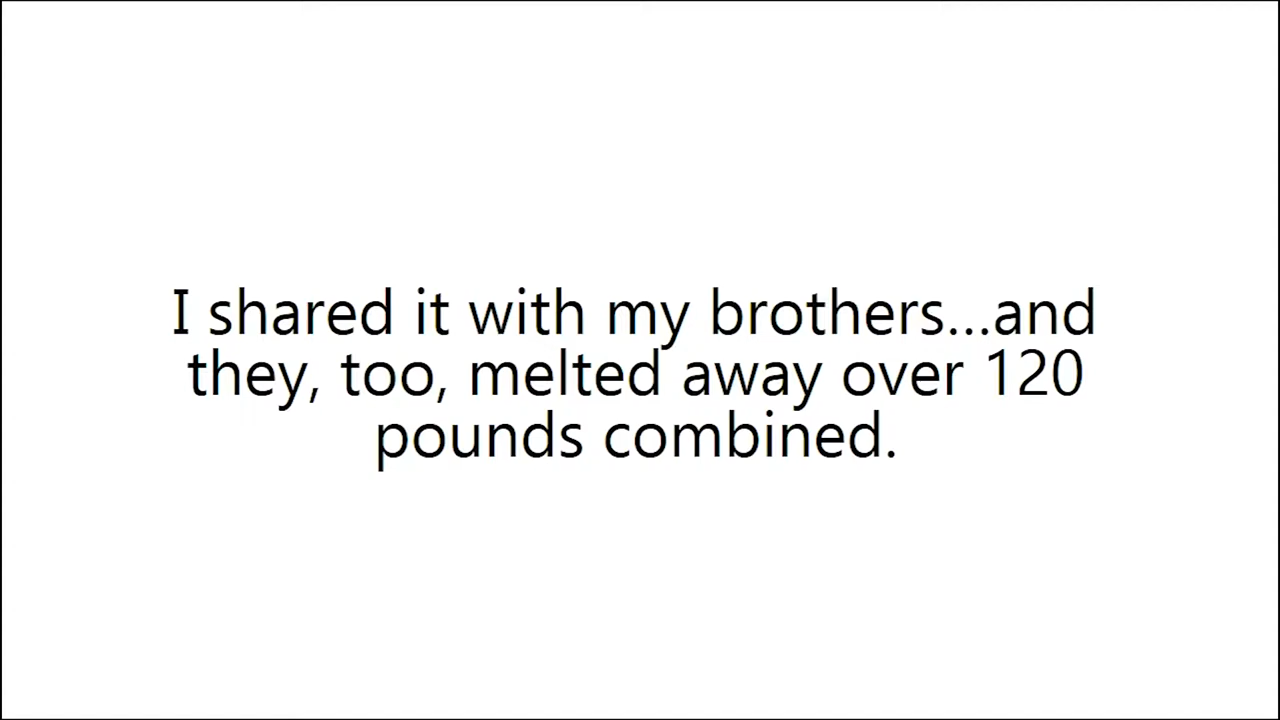 I shared it with my brothers...and
they, too, melted away over 120
pounds combined.